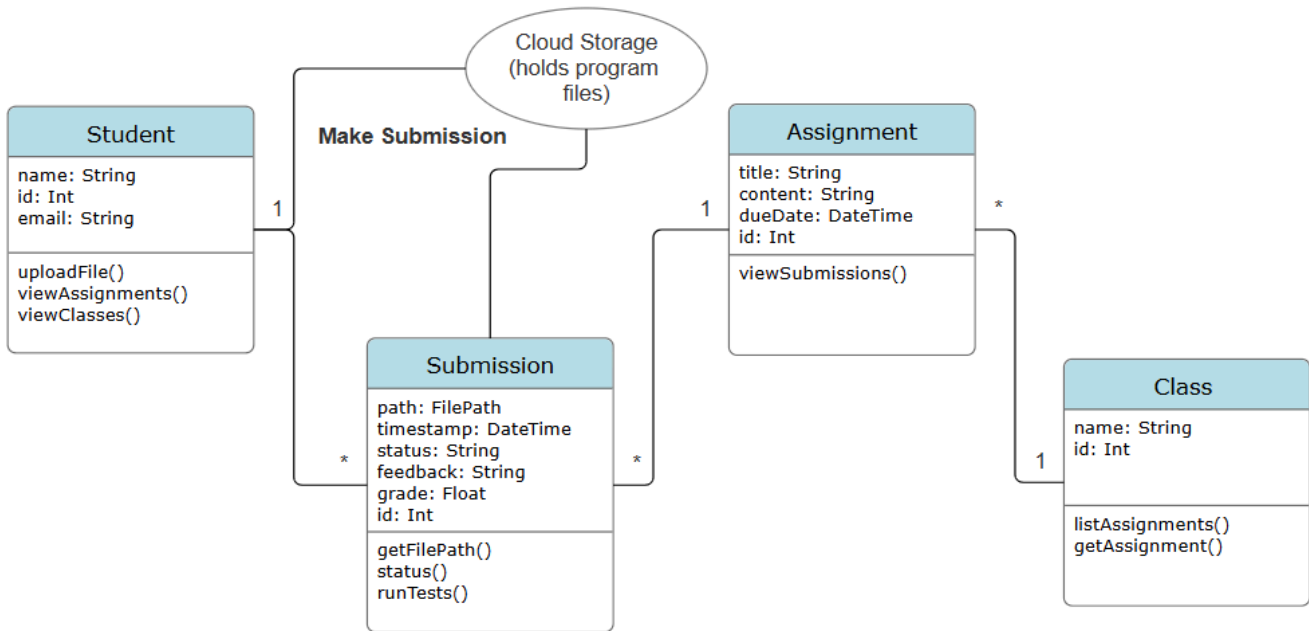 Cloud Storage
(holds program
files)
Make Submission
Student
name: String
id: Int
email: String
uploadFile()
viewAssignments()
viewClasses()
1
*
Submission
path: FilePath
timestamp: DateTime
status: String
feedback: String
grade: Float
id: Int
getFilePath()
status()
runTests()
*
1
Assignment
title: String
content: String
dueDate: DateTime
id: Int
viewSubmissions()
*
1
Class
name: String
id: Int
listAssignments()
getAssignment()